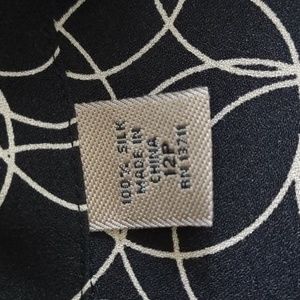 100% SILK
MADE IN
CHINA
12P
RN 13711